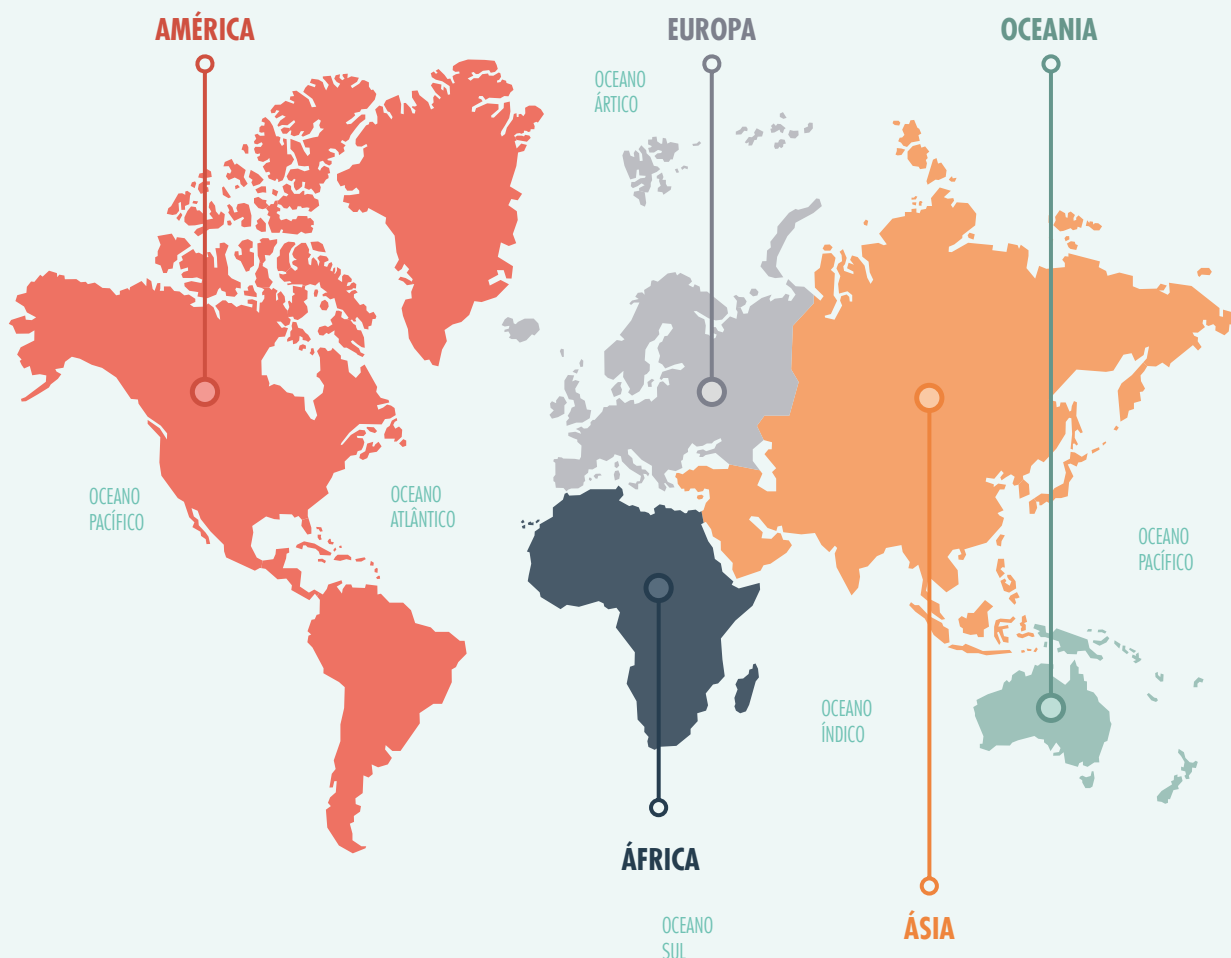 AMÉRICA
EUROPA
OCEANIA
OCEANO
ÁRTICO
OCEANO
PACÍFICO
OCEANO
ATLÂNTICO
OCEANO
PACÍFICO
OCEANO
ÍNDICO
ÁFRICA
OCEANO
SUL
ÁSIA